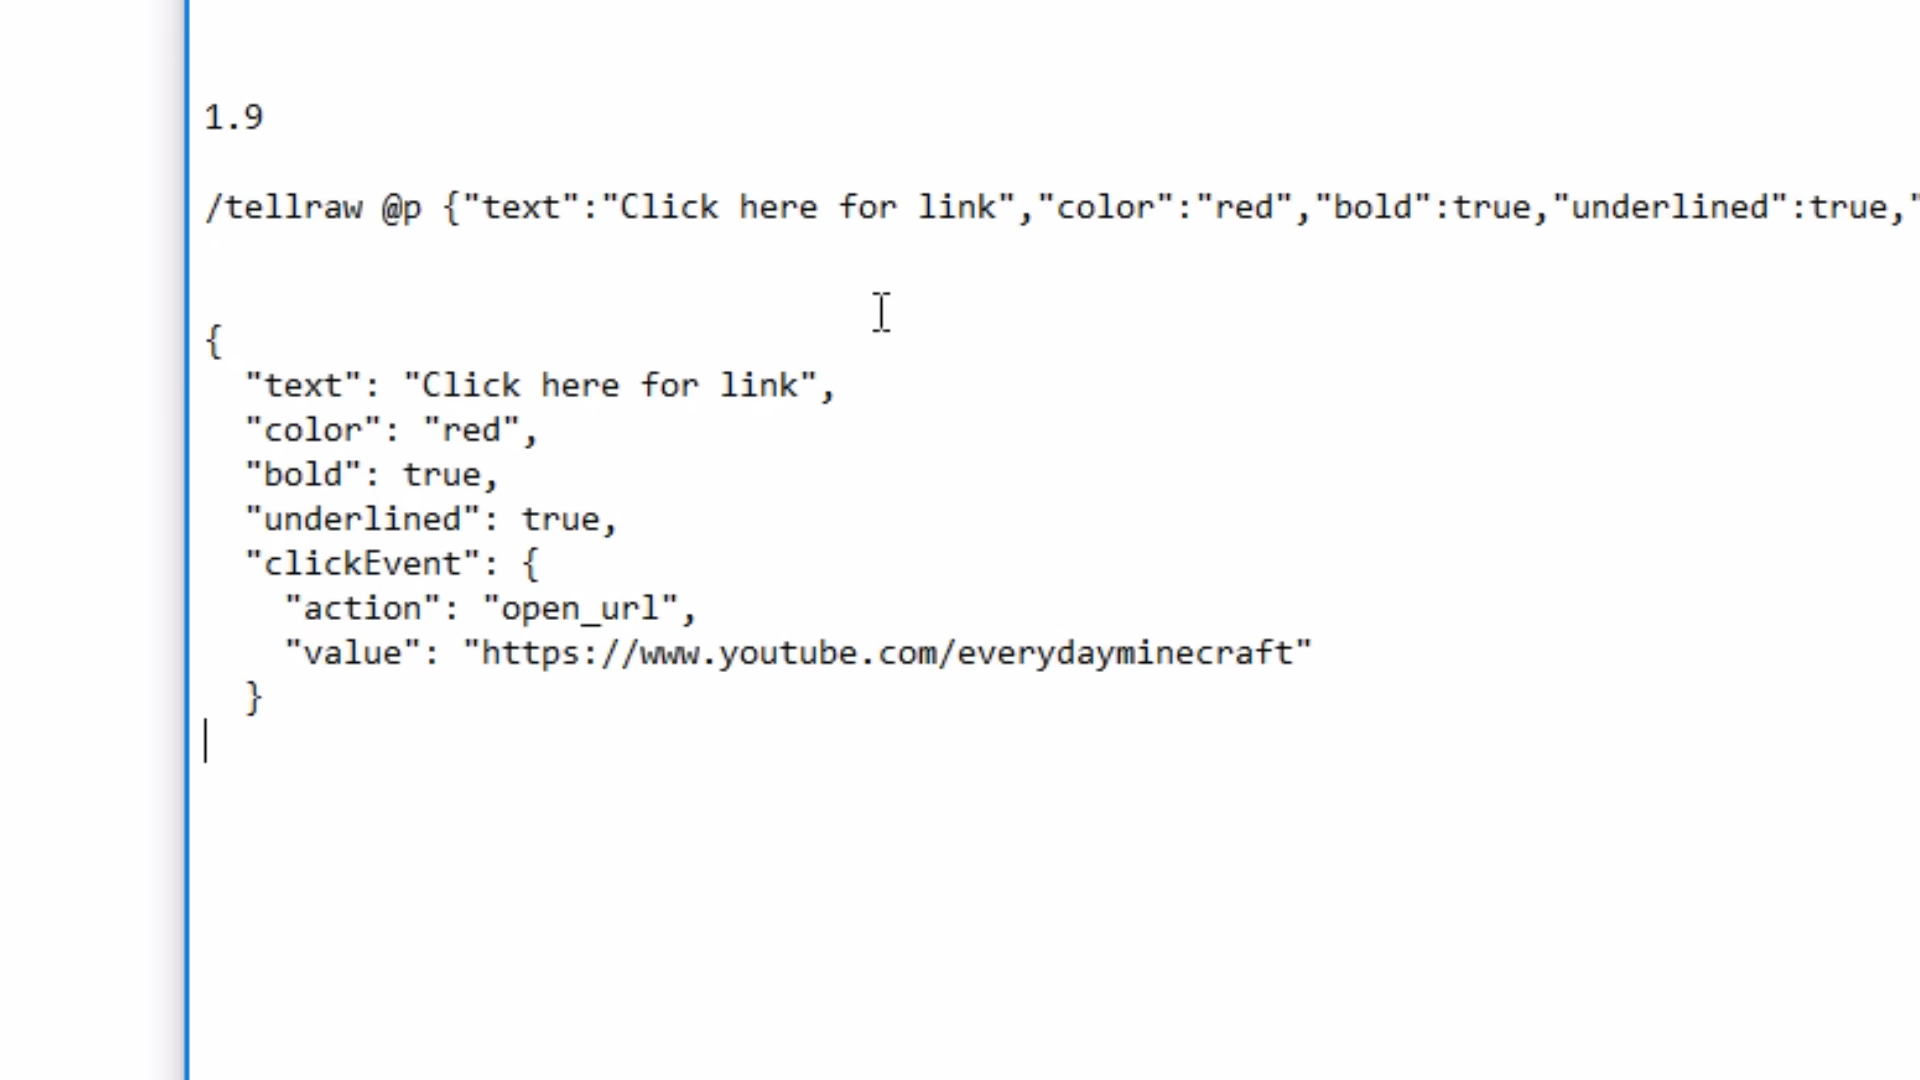 1.9
/tellraw @p {"text":"Click here for link","color":"red","bold":true,"underlined":true,"
{
"text": "Click here for link",
"color": "red",
"bold": true,
"underlined": true,
"clickEvent": {
"action": "open_url",
"value": "https://www.youtube.com/everydayminecraft"
}